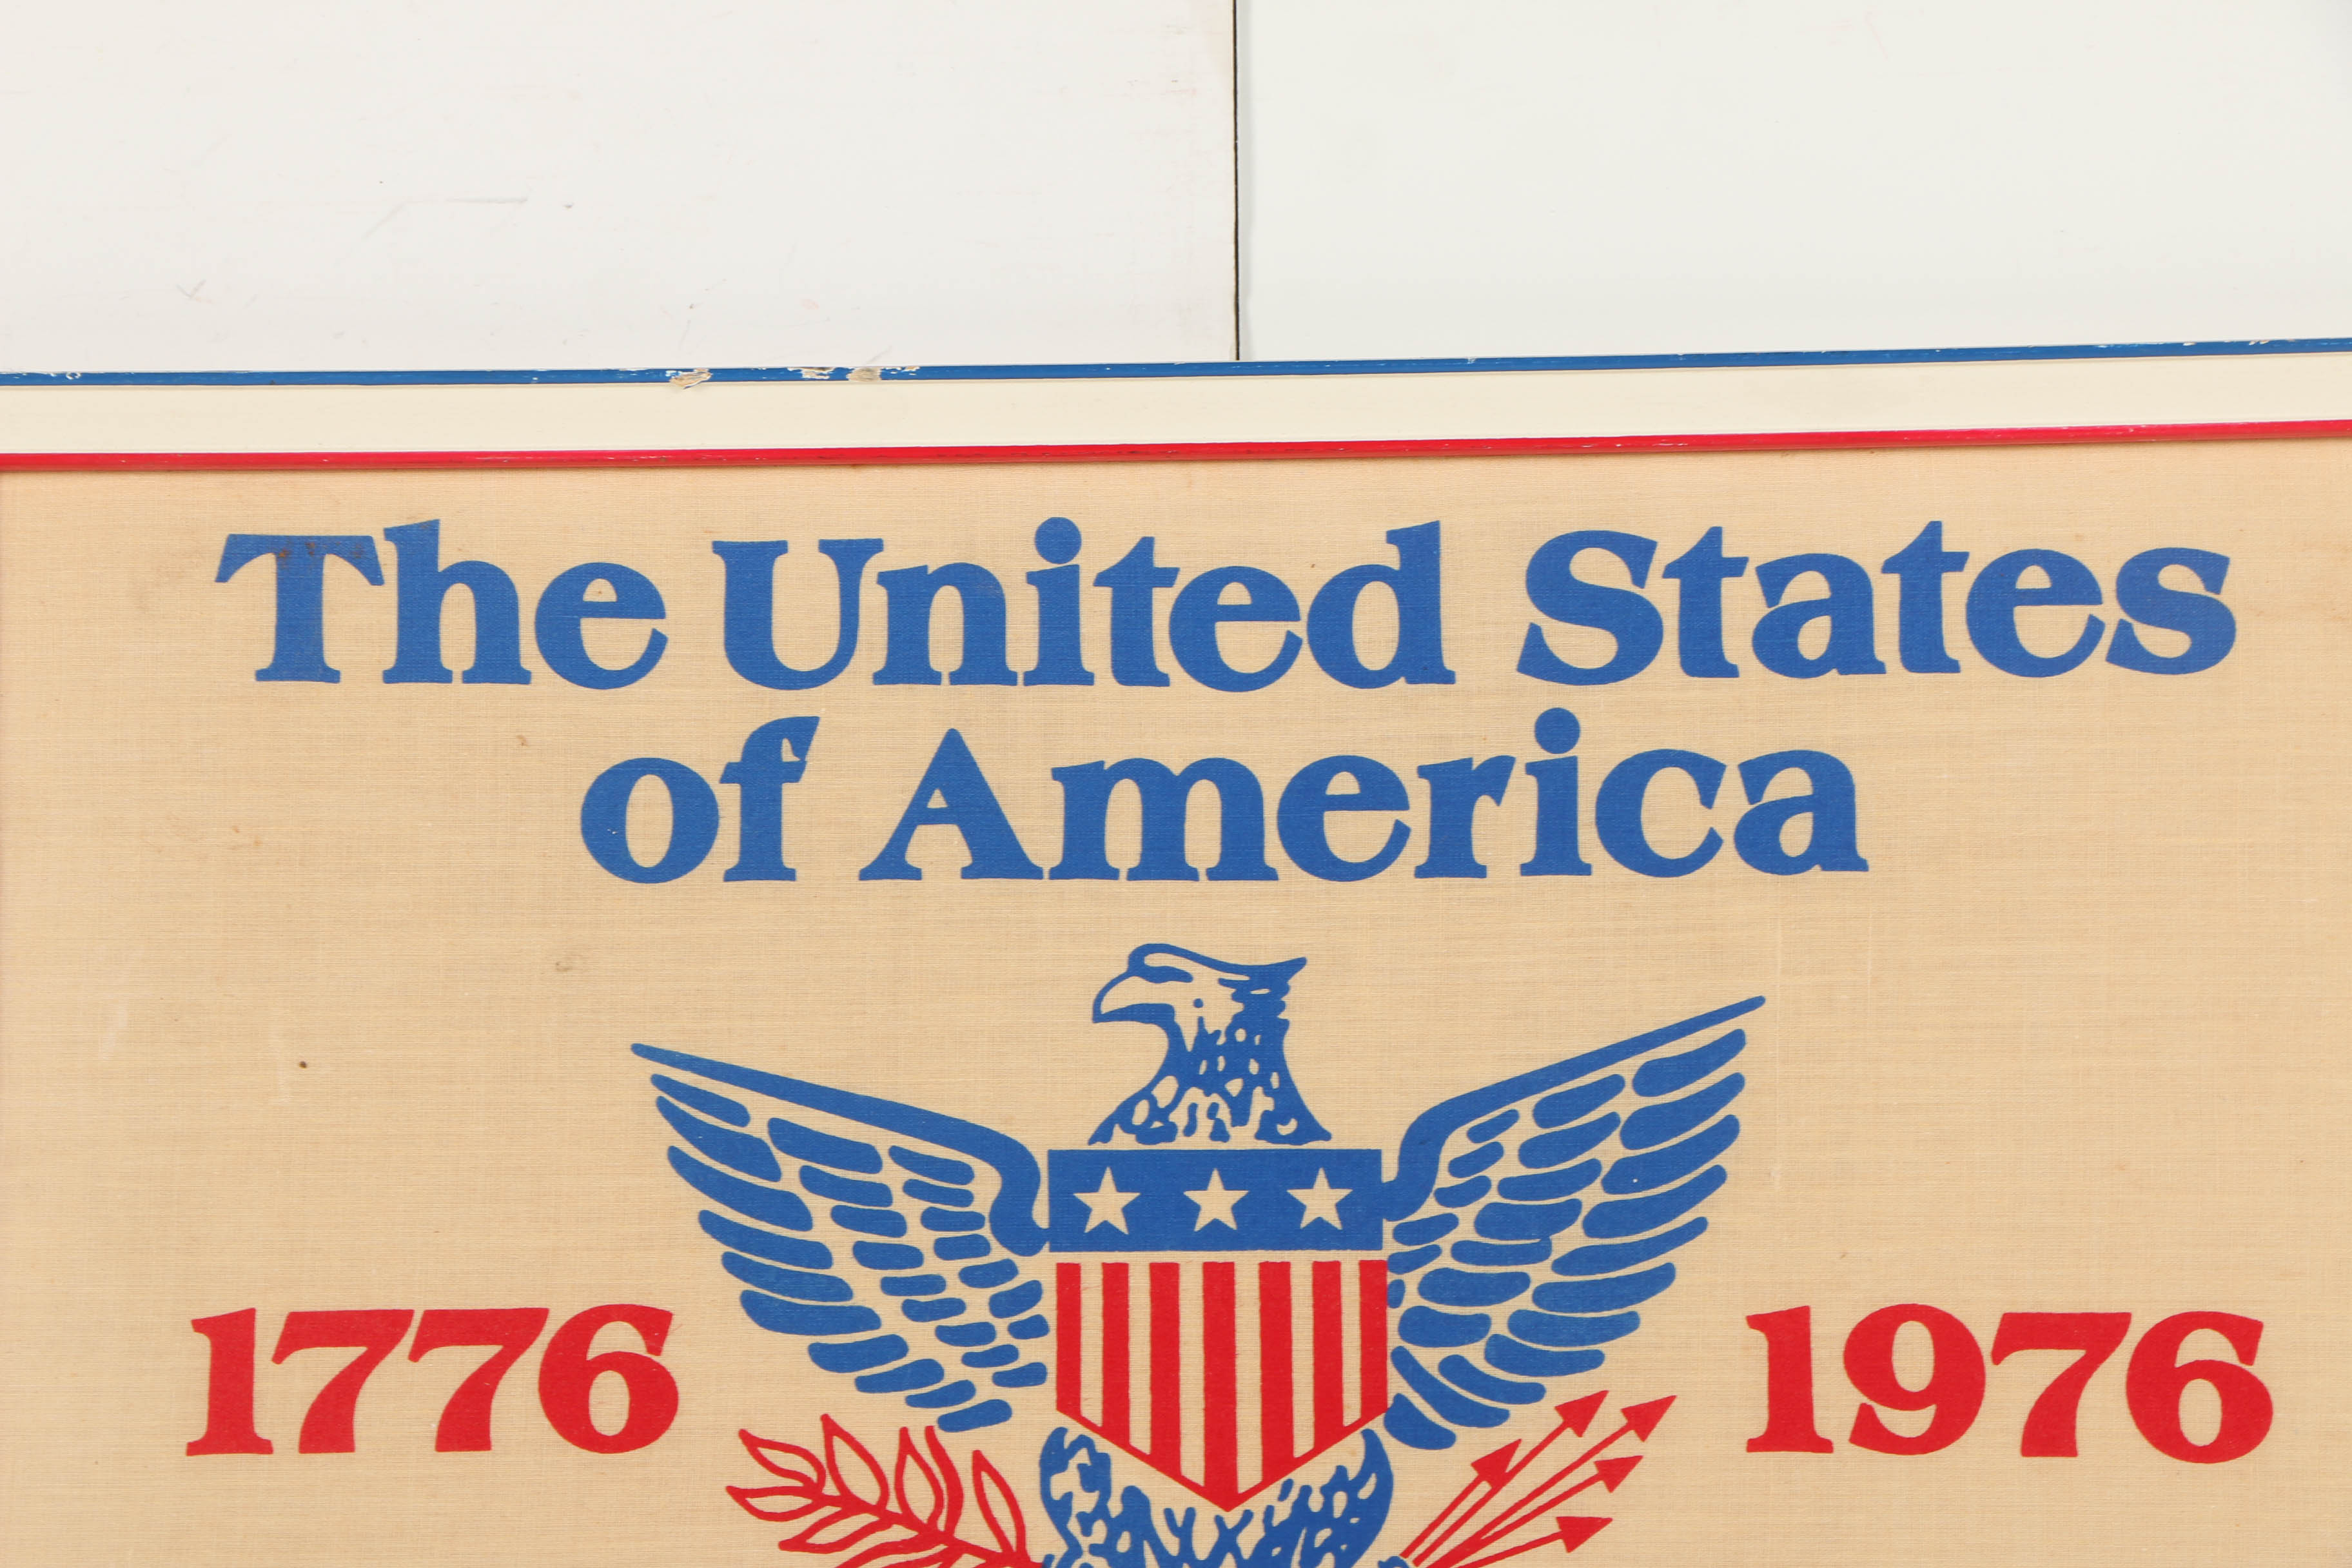 The United States
of America
1776 1976